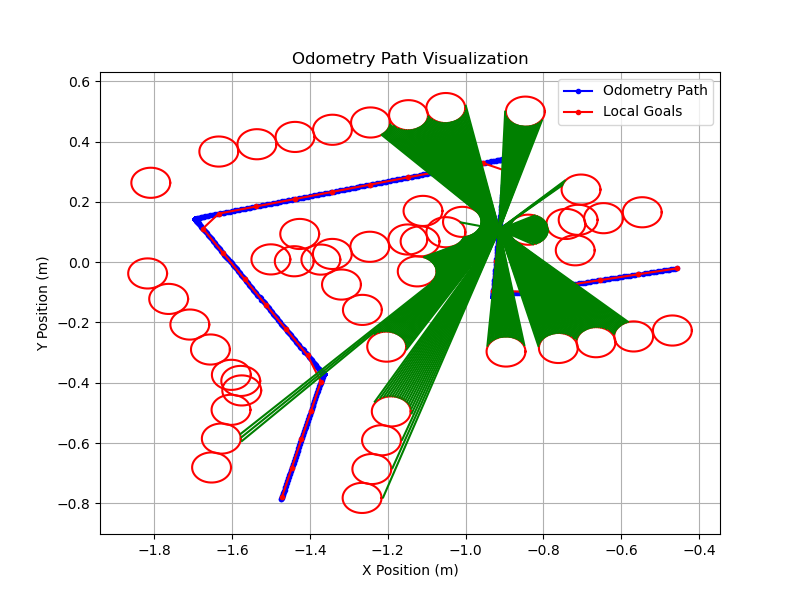 Odometry Path Visualization
Odometry Path
Local Goals
Y Position (m)
0.6
0.4
0.2
0.0
−0.2
−0.4
−0.6
−0.8
−1.8 −1.6 −1.4 −1.2 −1.0 −0.8 −0.6 −0.4
X Position (m)